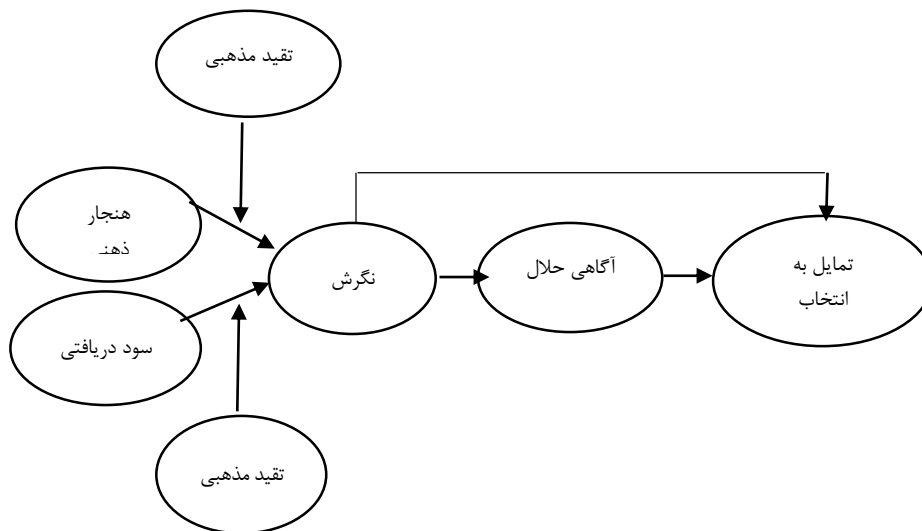 تقید مذهبی
هنجار
نگرش
آگاهی حلال
تمایل به
انتخاب
سود دریافتی
تقید مذهبی